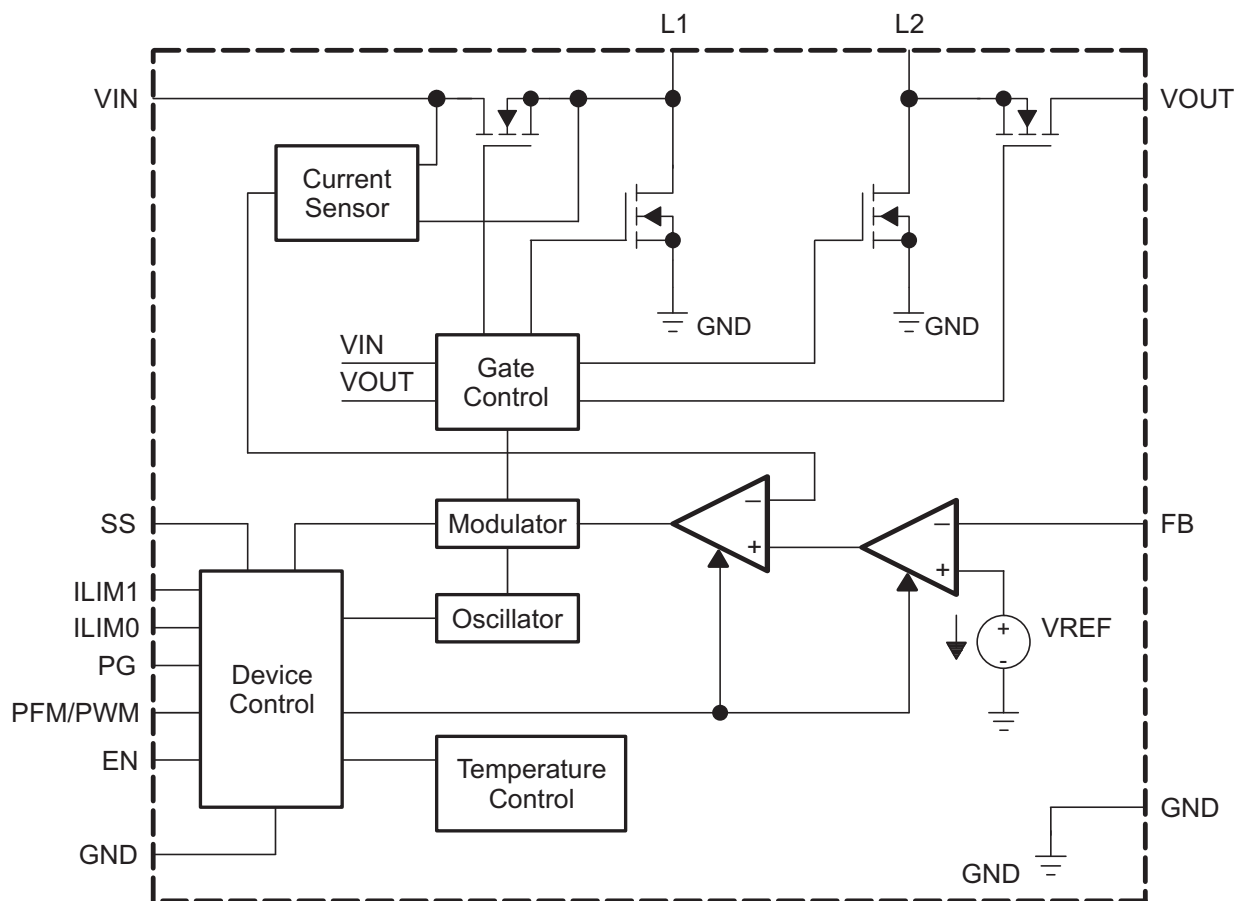 L1
L2
VIN
VOUT
Current
Sensor
GND
GND
VIN
VOUT
Gate
Control
SS
Modulator
−
+
−
+
FB
ILIM1
ILIM0
PG
PFM/PWM
EN
GND
Device
Control
Oscillator
+
-
VREF
Temperature
Control
GND
GND